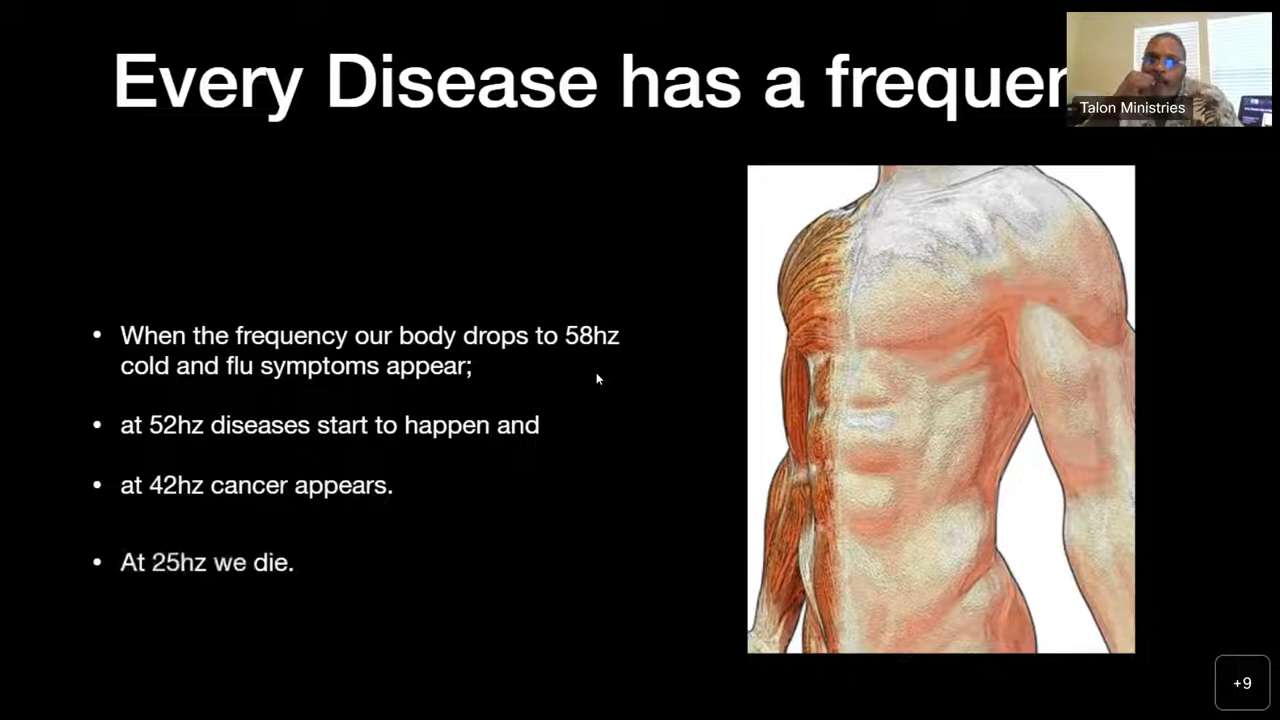 Every Disease has a frequen
Talon Ministries
• When the frequency our body drops to 58hz
cold and flu symptoms appear;
• at 52hz diseases start to happen and
• at 42hz cancer appears.
• At 25hz we die.
+9